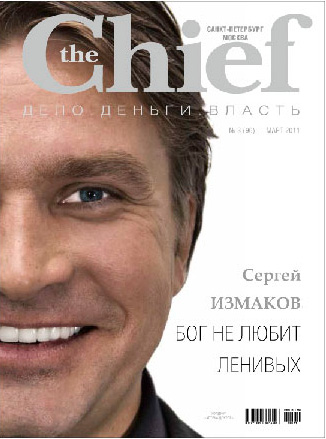 САНКТ-ПЕТЕРБУРГ
МОСКВА
the Chief
ДЕЛО.ДЕНЬГИ.ВЛАСТЬ
МАРТ 2011
Сергей
ИЗМАКОВ
БОГ НЕ ЛЮБИТ
ЛЕНИВЫХ